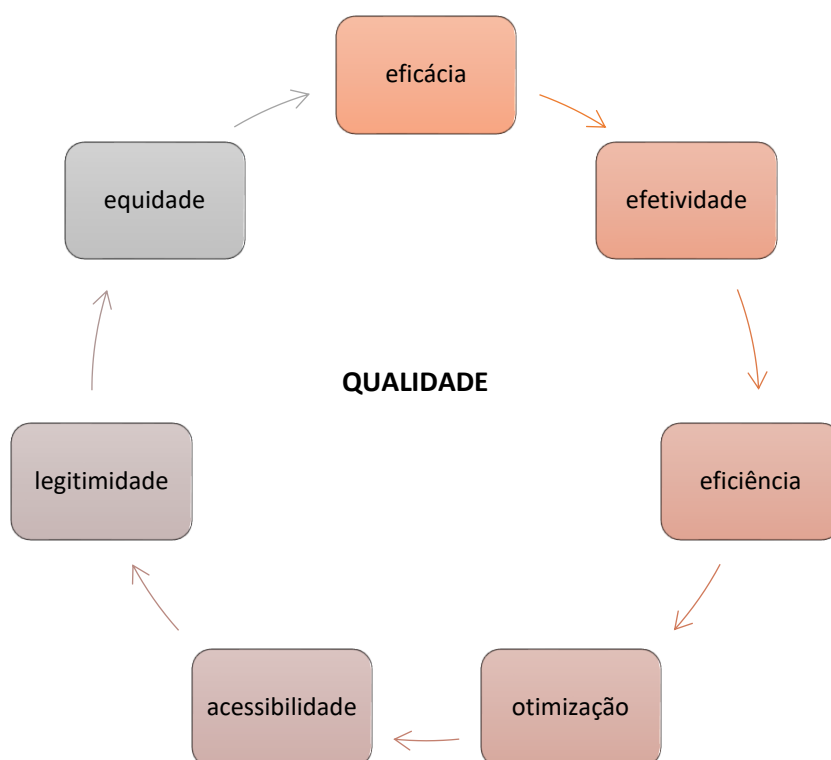 eficácia
efetividade
eficiência
otimização
acessibilidade
legitimidade
equidade
QUALIDADE